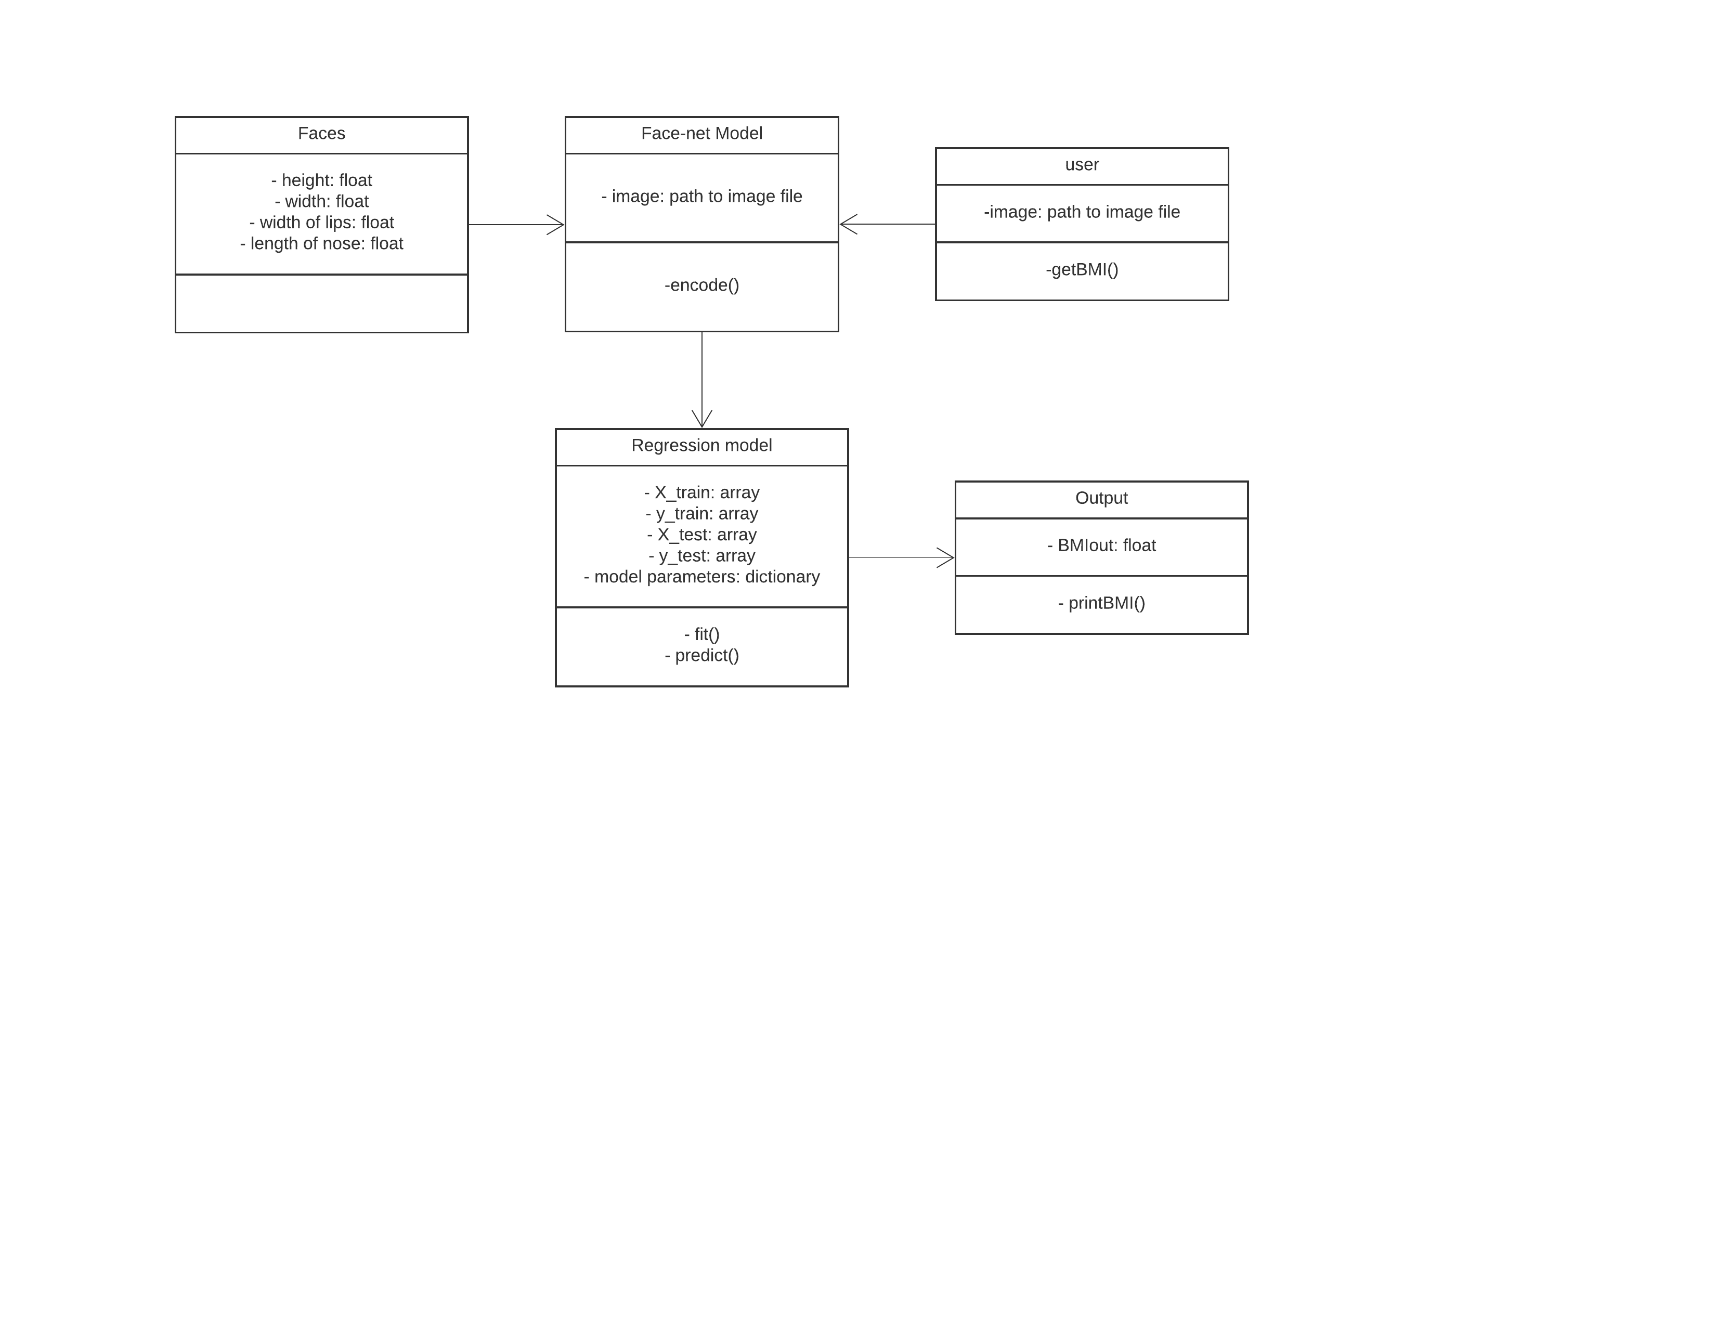 Faces
- height: float
- width: float
- width of lips: float
- length of nose: float
Face-net Model
- image: path to image file
-encode()
user
-image: path to image file
-getBMI()
Regression model
- X_train: array
- y_train: array
- X_test: array
- y_test: array
- model parameters: dictionary
- fit()
- predict()
Output
- BMIout: float
- printBMI()